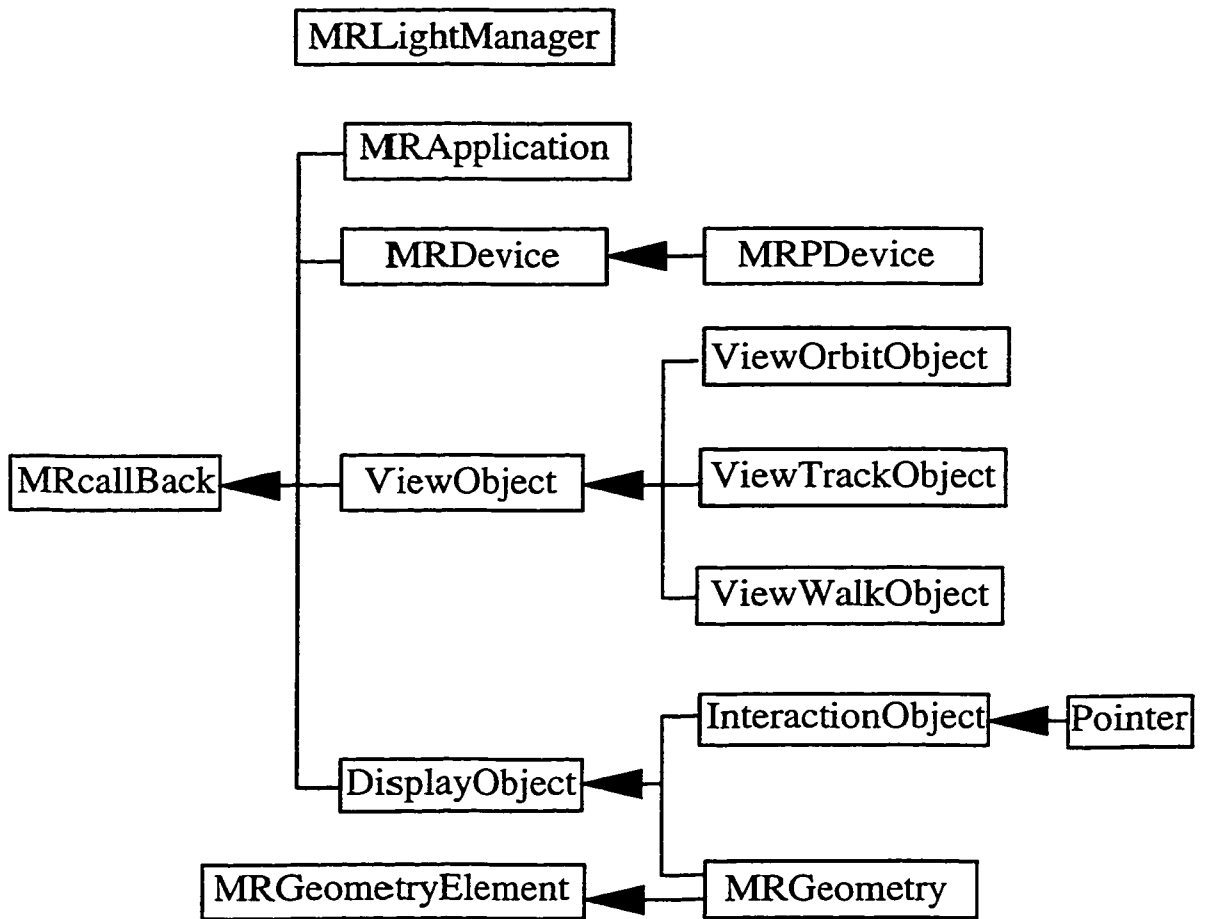 MRLightManager
MRApplication
MRDevice
MRPDevice
ViewOrbitObject
MRcallBack
ViewObject
ViewTrackObject
ViewWalkObject
InteractionObject
Pointer
DisplayObject
MRGeometryElement
MRGeometry